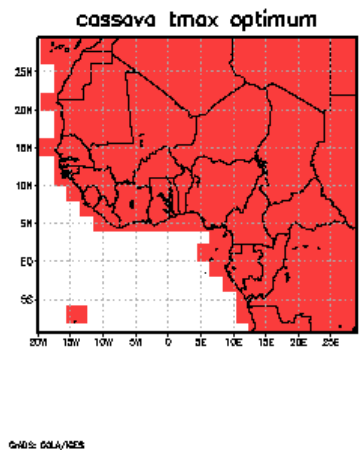 cassava tmax optimum
25N
20N
15N
10N
5N
EQ
5S
20W 15W 10W 5W 0 5E 10E 15E 20E 25E
GrADS: COLA/IGES